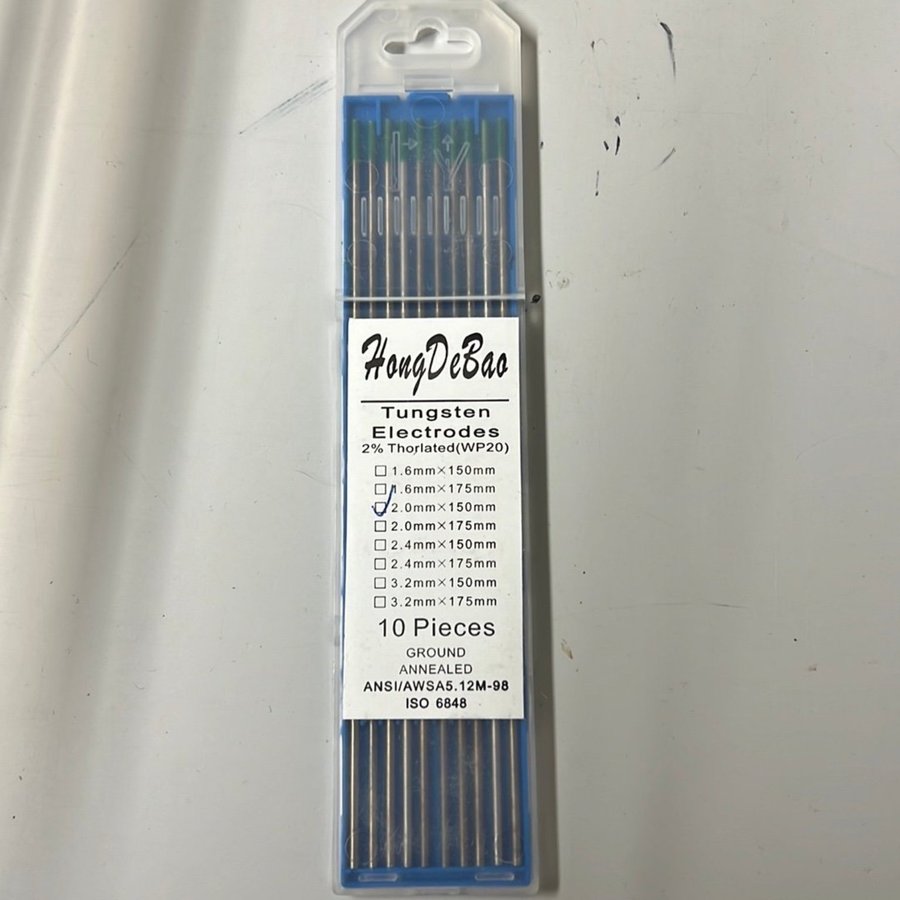 HongDeBao
Tungsten
Electrodes
2% Thorlated(WP20)
☐ 1.6mm×150mm
☐ 1.6mm×175mm
☑ 2.0mm×150mm
☐ 2.0mm×175mm
☐ 2.4mm×150mm
☐ 2.4mm×175mm
☐ 3.2mm×150mm
☐ 3.2mm×175mm
10 Pieces
GROUND
ANNEALED
ANSI/AWSA5.12M-98
ISO 6848